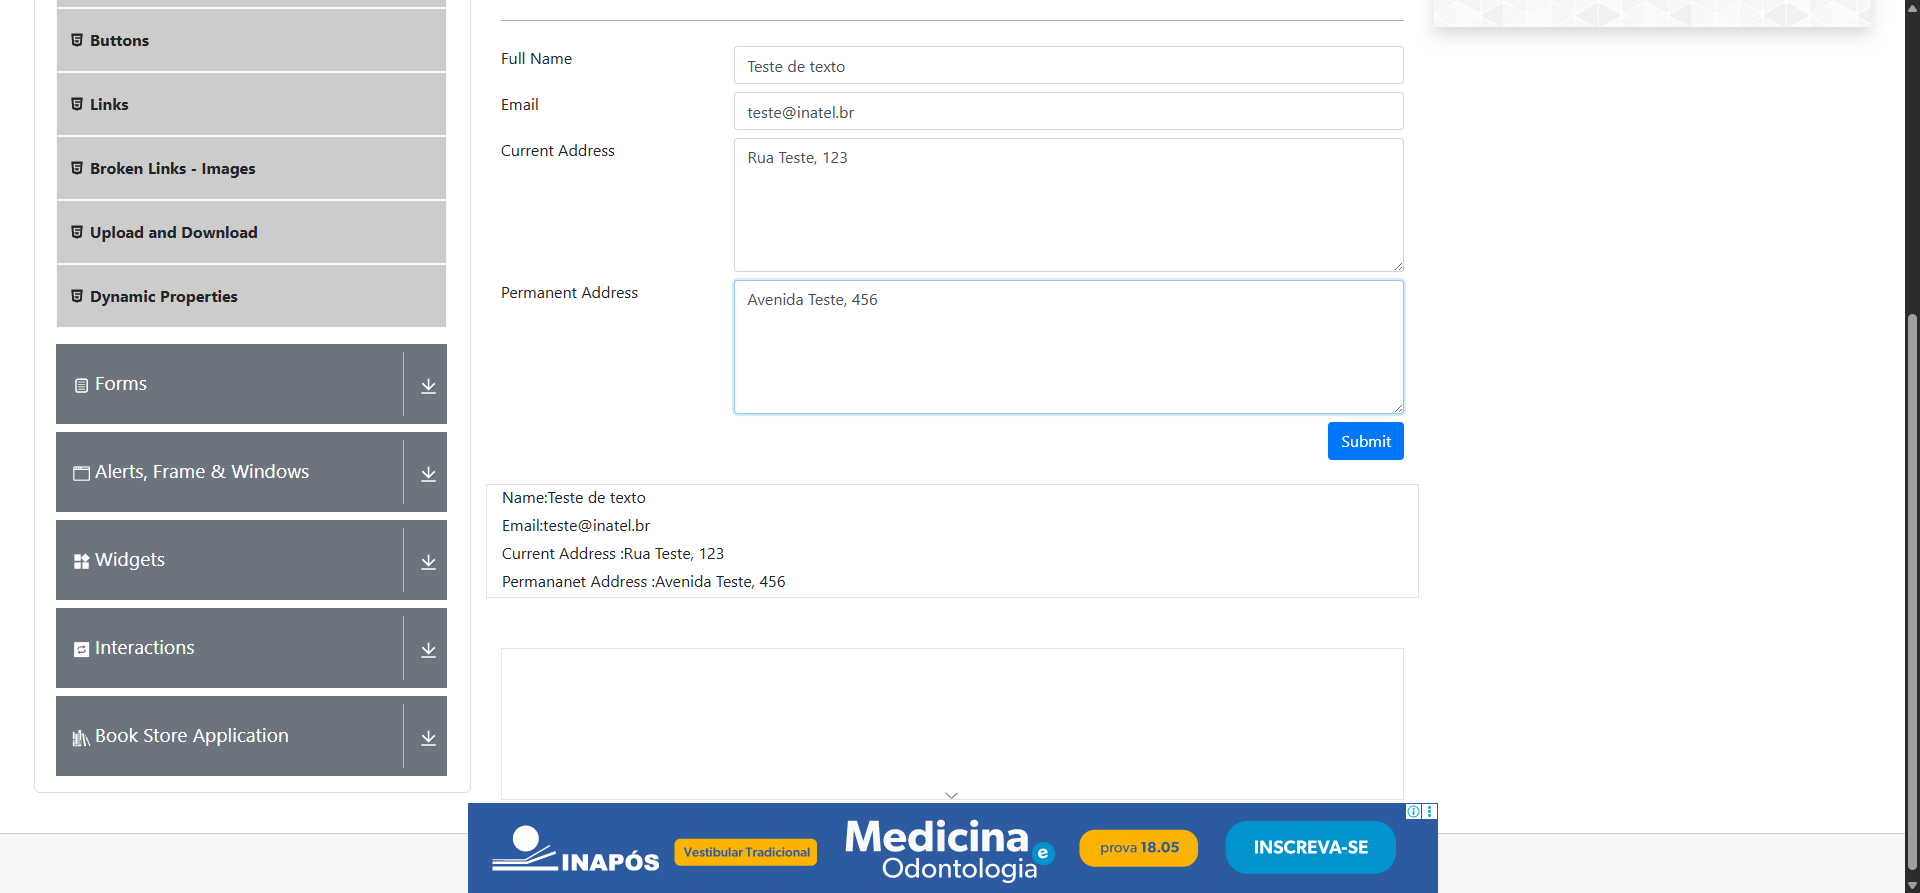 Buttons
Links
Broken Links - Images
Upload and Download
Dynamic Properties
Forms
Alerts, Frame & Windows
Widgets
Interactions
Book Store Application
Full Name
Teste de texto
Email
teste@inatel.br
Current Address
Rua Teste, 123
Permanent Address
Avenida Teste, 456
Submit
Name:Teste de texto
Email:teste@inatel.br
Current Address :Rua Teste, 123
Permananet Address :Avenida Teste, 456
INAPÓS
Vestibular Tradicional
Medicina
e
Odontologia
prova 18.05
INSCREVA-SE